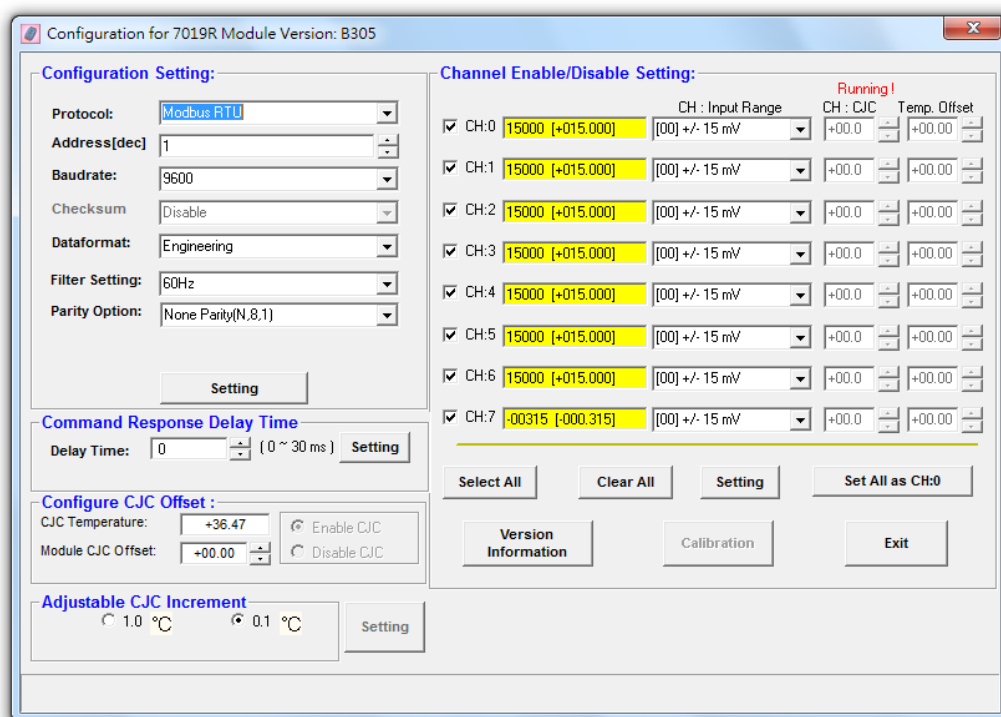 Configuration for 7019R Module Version: B305
x
Configuration Setting:
Protocol: Modbus RTU
Address[dec] 1
Baudrate: 9600
Checksum Disable
Dataformat: Engineering
Filter Setting: 60Hz
Parity Option: None Parity(N,8,1)
Setting
Command Response Delay Time
Delay Time: 0 ( 0 ~ 30 ms ) Setting
Configure CJC Offset :
CJC Temperature: +36.47
Module CJC Offset: +00.00
Enable CJC
Disable CJC
Adjustable CJC Increment
1.0 °C 0.1 °C
Setting
Channel Enable/Disable Setting:
Running !
CH : Input Range CH : CJC Temp. Offset
CH:0 15000 [+015.000] [00] +/- 15 mV +00.0 +00.00
CH:1 15000 [+015.000] [00] +/- 15 mV +00.0 +00.00
CH:2 15000 [+015.000] [00] +/- 15 mV +00.0 +00.00
CH:3 15000 [+015.000] [00] +/- 15 mV +00.0 +00.00
CH:4 15000 [+015.000] [00] +/- 15 mV +00.0 +00.00
CH:5 15000 [+015.000] [00] +/- 15 mV +00.0 +00.00
CH:6 15000 [+015.000] [00] +/- 15 mV +00.0 +00.00
CH:7 -00315 [-000.315] [00] +/- 15 mV +00.0 +00.00
Select All Clear All Setting Set All as CH:0
Version
Information
Calibration Exit